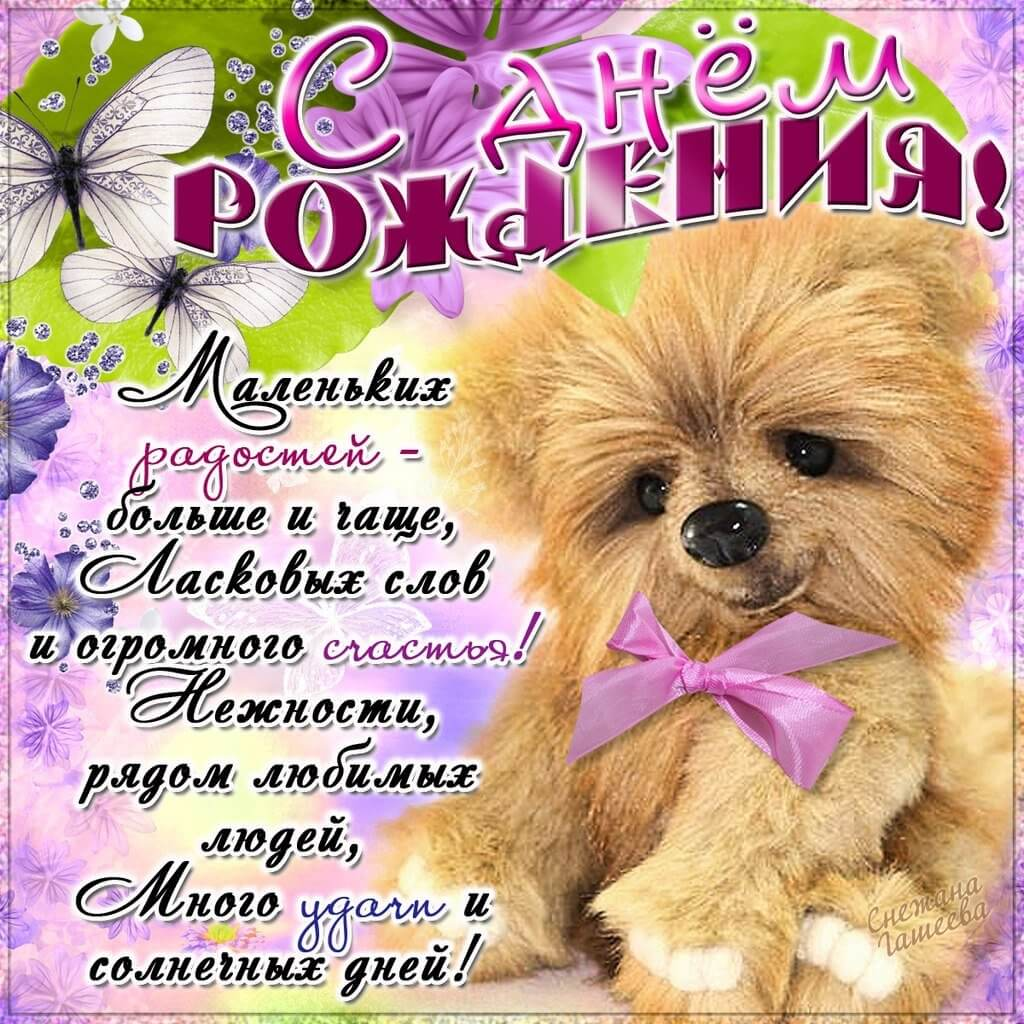 С днём
РОЖДЕНИЯ!
Маленьких
радостей -
больше и чаще,
Ласковых слов
и огромного счастья!
Нежности,
рядом любимых
людей,
Много удачи и
солнечных дней!
Снежана
Гашеева